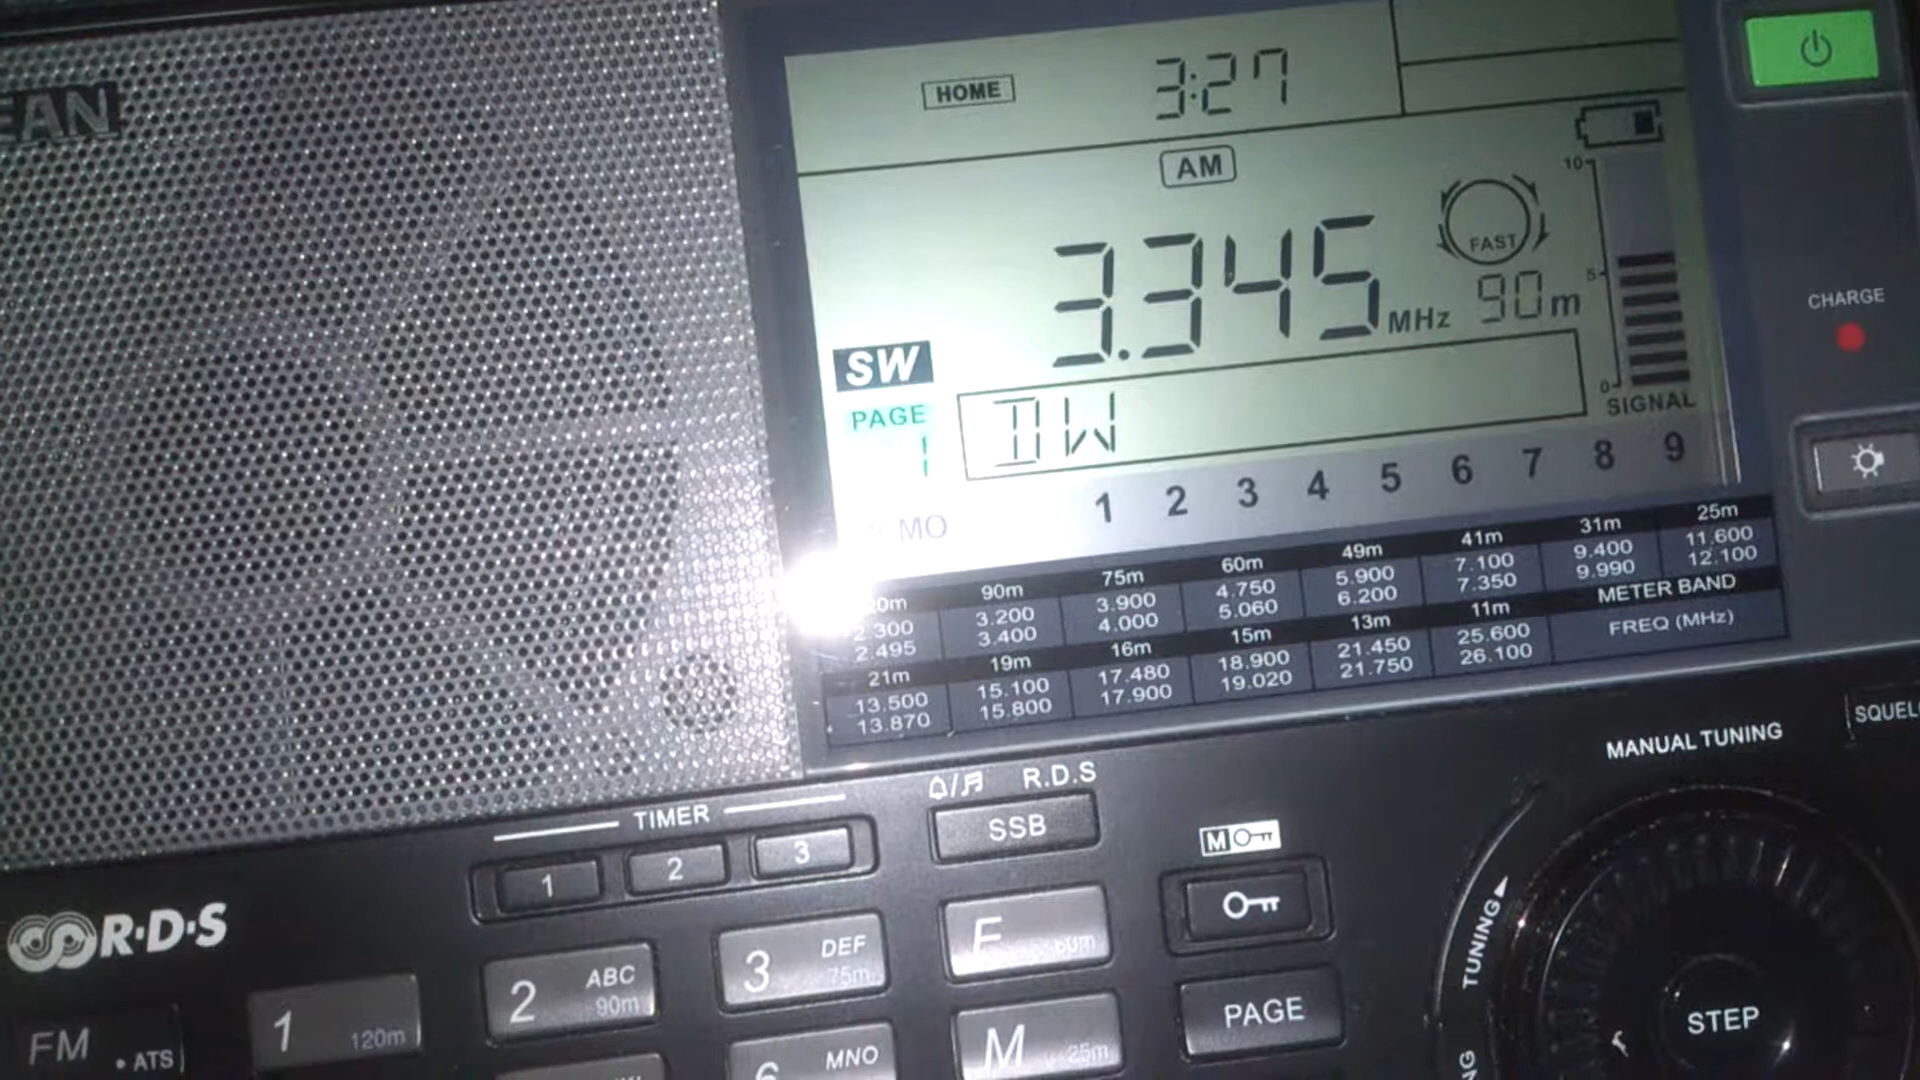 EAN
HOME 3:27
AM
10
FAST
3.345 MHz 90m
5
0
SIGNAL
SW
PAGE
1
DW
MO
1 2 3 4 5 6 7 8 9
90m 75m 60m 49m 41m 31m 25m
2.300 3.200 3.900 4.750 5.900 7.100 9.400 11.600
2.495 3.400 4.000 5.060 6.200 7.350 9.990 12.100
21m 19m 16m 15m 13m 11m METER BAND
13.500 15.100 17.480 18.900 21.450 25.600 FREQ (MHz)
13.870 15.800 17.900 19.020 21.750 26.100
CHARGE
MANUAL TUNING
SQUEL
TIMER
1 2 3
R.D.S
SSB
M
R·D·S
FM • ATS
1 120m
2 ABC 90m
3 DEF 75m
F
6 MNO
M 25m
PAGE
TUNING
STEP